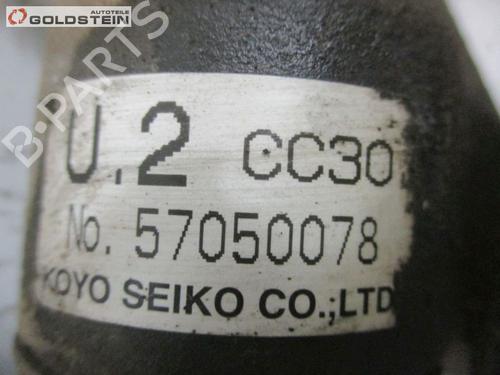 AUTOTEILE
GOLDSTEIN
B-PARTS
U.2 CC30
No. 57050078
KOYO SEIKO CO.,LTD